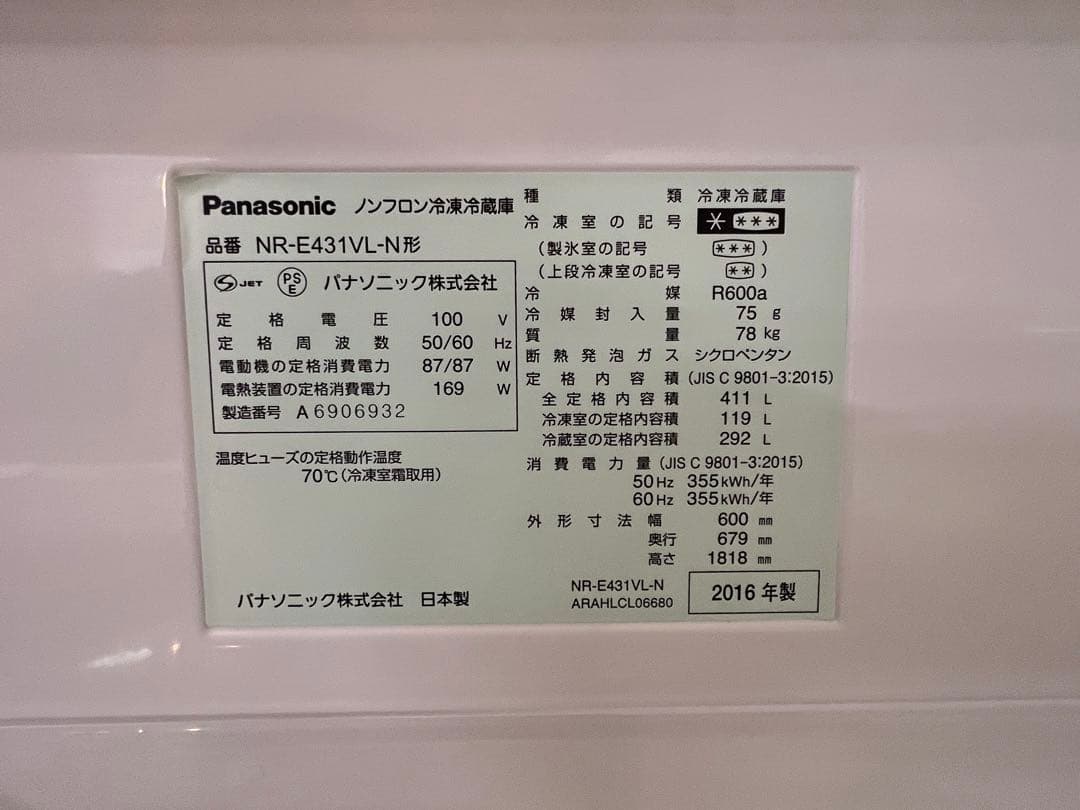 Panasonic ノンフロン冷凍冷蔵庫
品番 NR-E431VL-N形
S JET PSE パナソニック株式会社
定格電圧 100 V
定格周波数 50/60 Hz
電動機の定格消費電力 87/87 W
電熱装置の定格消費電力 169 W
製造番号 A 6906932
温度ヒューズの定格動作温度
70℃(冷凍室霜取用)
パナソニック株式会社 日本製
種類 冷凍冷蔵庫
冷凍室の記号 * ***
(製氷室の記号 *** )
(上段冷凍室の記号 ** )
冷媒 R600a
冷媒封入量 75 g
質量 78 kg
断熱発泡ガス シクロペンタン
定格内容積 (JIS C 9801-3:2015)
全定格内容積 411 L
冷凍室の定格内容積 119 L
冷蔵室の定格内容積 292 L
消費電力量 (JIS C 9801-3:2015)
50Hz 355kWh/年
60Hz 355kWh/年
外形寸法幅 600 mm
奥行 679 mm
高さ 1818 mm
NR-E431VL-N
ARAHLCL06680
2016年製